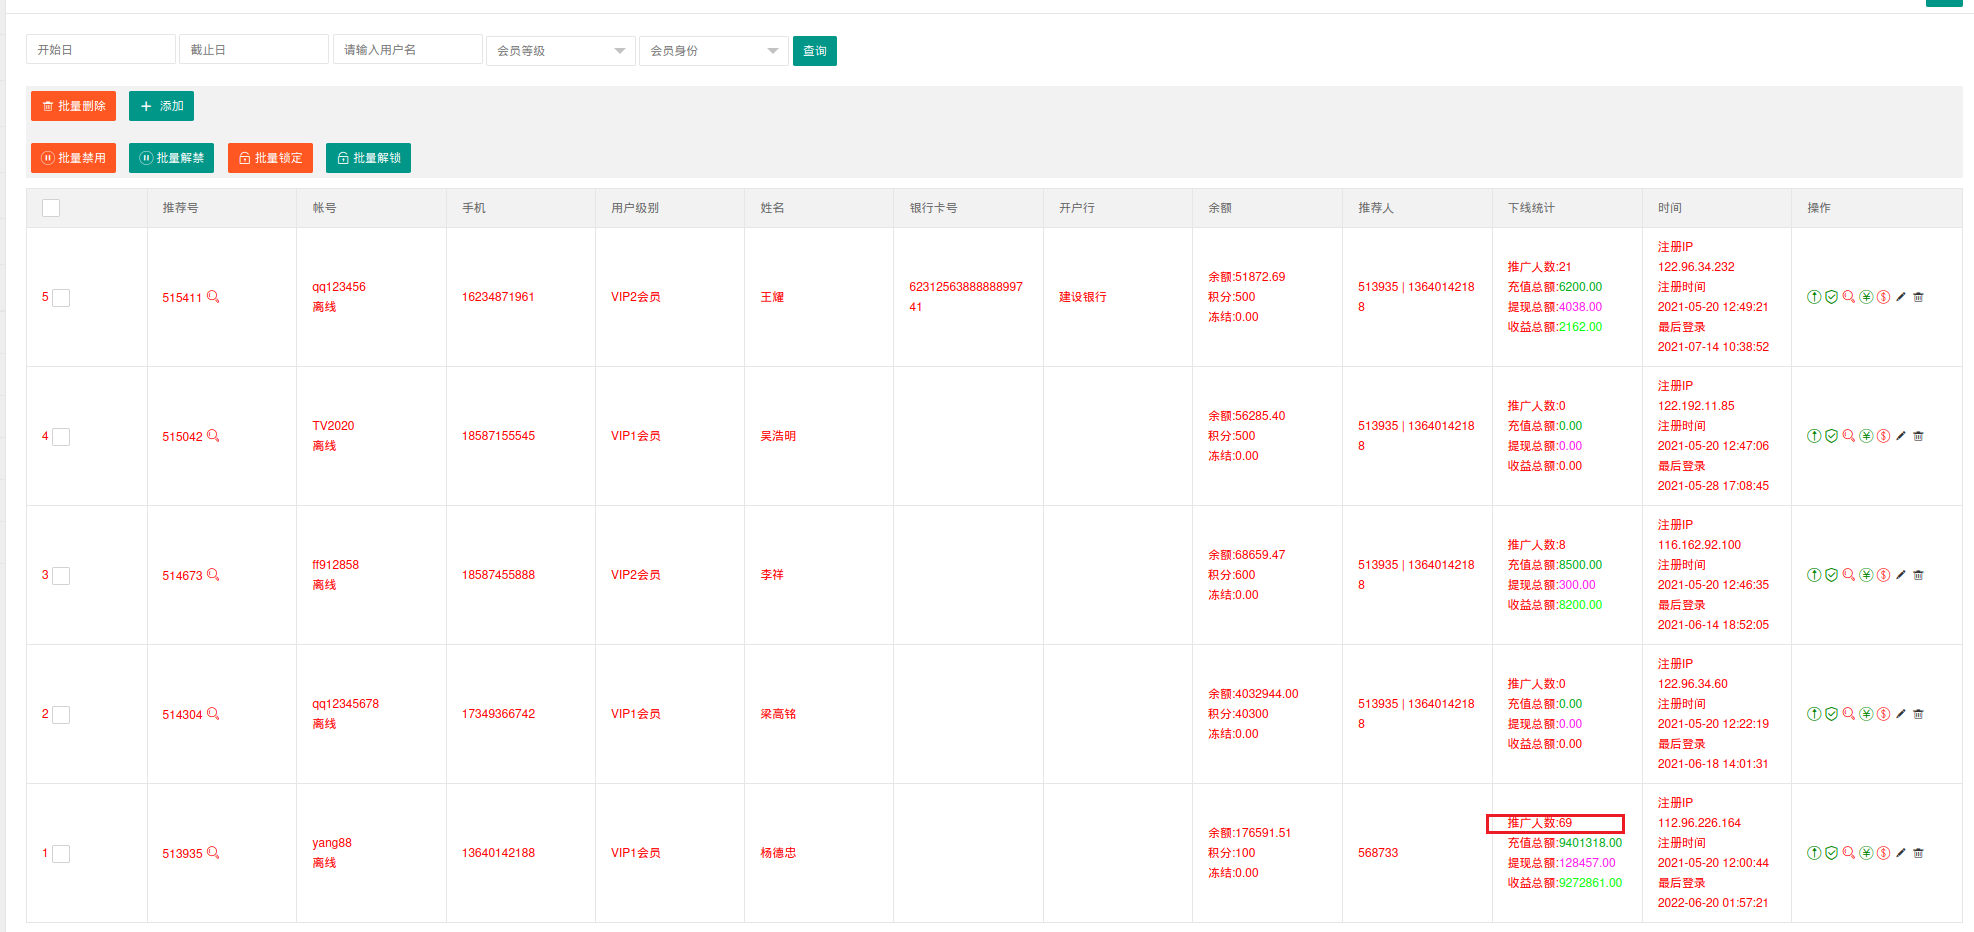 开始日 截止日 请输入用户名 会员等级 会员身份 查询
批量删除 添加
批量禁用 批量解禁 批量锁定 批量解锁
推荐号 帐号 手机 用户级别 姓名 银行卡号 开户行 余额 推荐人 下线统计 时间 操作
5
515411
qq123456
离线
16234871961
VIP2会员
王耀
62312563888888997
41
建设银行
余额:51872.69
积分:500
冻结:0.00
513935 | 1364014218
8
推广人数:21
充值总额:6200.00
提现总额:4038.00
收益总额:2162.00
注册IP
122.96.34.232
注册时间
2021-05-20 12:49:21
最后登录
2021-07-14 10:38:52
4
515042
TV2020
离线
18587155545
VIP1会员
吴浩明
余额:56285.40
积分:500
冻结:0.00
513935 | 1364014218
8
推广人数:0
充值总额:0.00
提现总额:0.00
收益总额:0.00
注册IP
122.192.11.85
注册时间
2021-05-20 12:47:06
最后登录
2021-05-28 17:08:45
3
514673
ff912858
离线
18587455888
VIP2会员
李祥
余额:68659.47
积分:600
冻结:0.00
513935 | 1364014218
8
推广人数:8
充值总额:8500.00
提现总额:300.00
收益总额:8200.00
注册IP
116.162.92.100
注册时间
2021-05-20 12:46:35
最后登录
2021-06-14 18:52:05
2
514304
qq12345678
离线
17349366742
VIP1会员
梁高铭
余额:4032944.00
积分:40300
冻结:0.00
513935 | 1364014218
8
推广人数:0
充值总额:0.00
提现总额:0.00
收益总额:0.00
注册IP
122.96.34.60
注册时间
2021-05-20 12:22:19
最后登录
2021-06-18 14:01:31
1
513935
yang88
离线
13640142188
VIP1会员
杨德忠
余额:176591.51
积分:100
冻结:0.00
568733
推广人数:69
充值总额:9401318.00
提现总额:128457.00
收益总额:9272861.00
注册IP
112.96.226.164
注册时间
2021-05-20 12:00:44
最后登录
2022-06-20 01:57:21